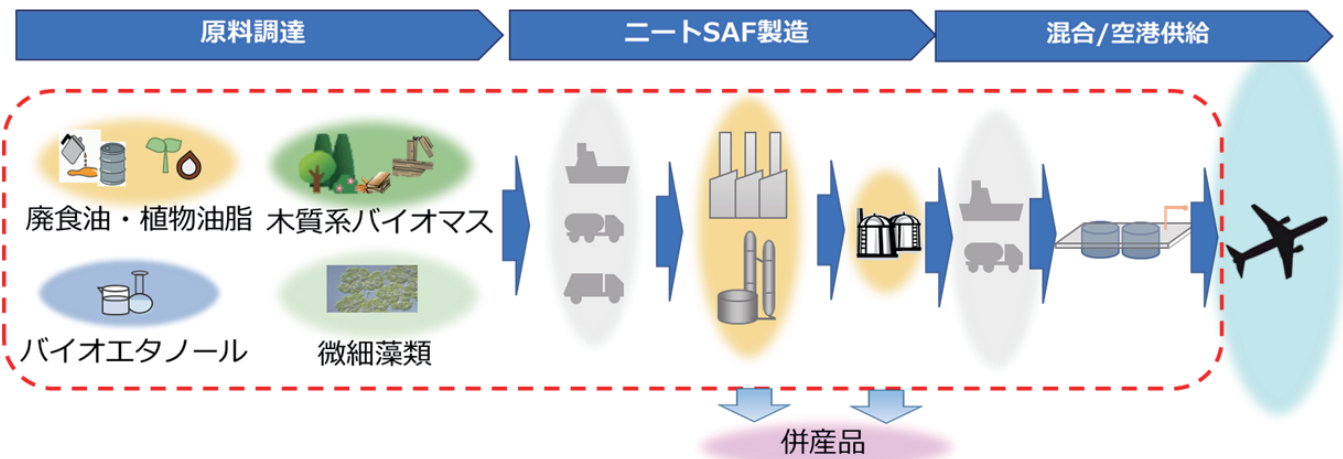 原料調達
ニートSAF製造
混合/空港供給
廃食油・植物油脂
木質系バイオマス
バイオエタノール
微細藻類
併産品